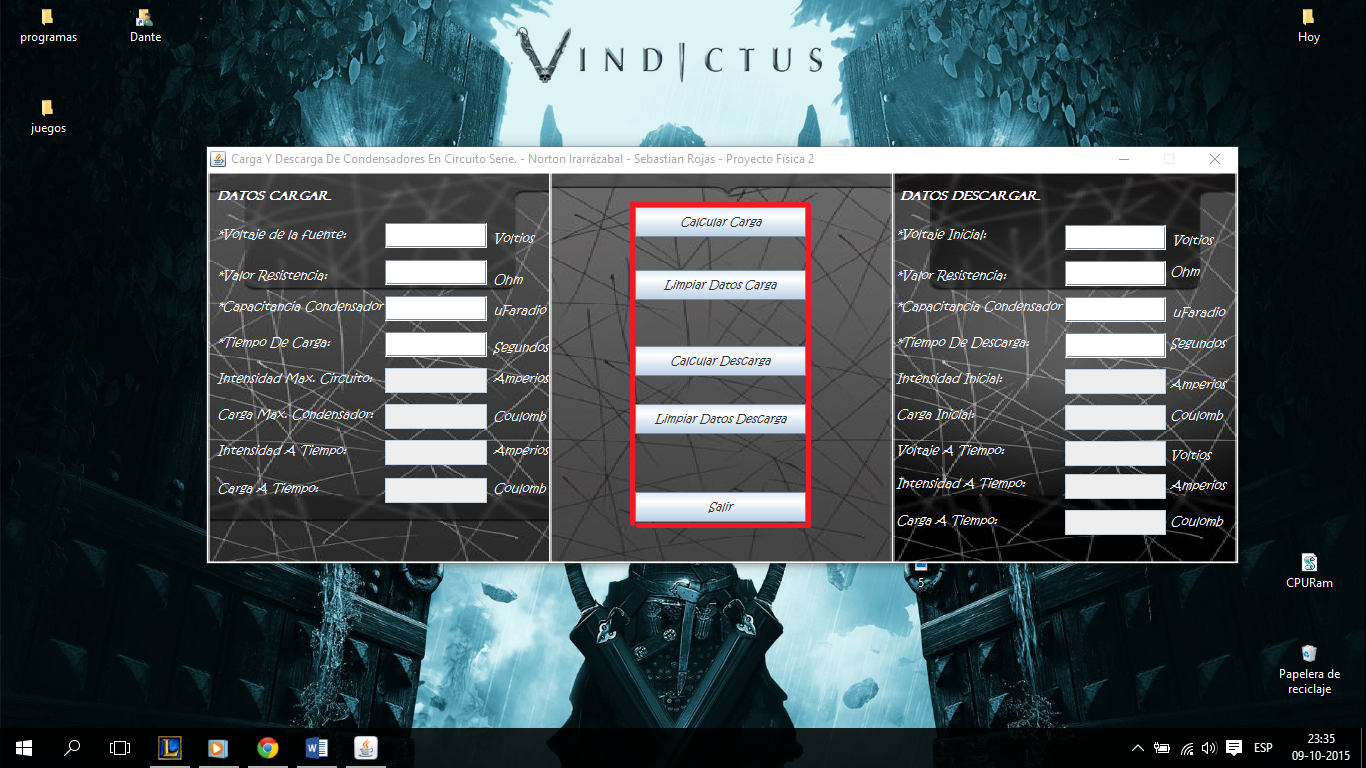 programas
Dante
Hoy
VINDICTUS
juegos
Carga Y Descarga De Condensadores En Circuito Serie. - Norton Irarrázabal - Sebastian Rojas - Proyecto Física 2
DATOS CARGAR
*Voltaje de la fuente: Voltios
*Valor Resistencia: Ohm
*Capacitancia Condensador uFaradio
*Tiempo De Carga: Segundos
Intensidad Max. Circuito: Amperios
Carga Max. Condensador: Coulomb
Intensidad A Tiempo: Amperios
Carga A Tiempo: Coulomb
Calcular Carga
Limpiar Datos Carga
Calcular Descarga
Limpiar Datos Descarga
Salir
DATOS DESCARGAR
*Voltaje Inicial: Voltios
*Valor Resistencia: Ohm
*Capacitancia Condensador uFaradio
*Tiempo De Descarga: Segundos
Intensidad Inicial: Amperios
Carga Inicial: Coulomb
Voltaje A Tiempo: Voltios
Intensidad A Tiempo: Amperios
Carga A Tiempo: Coulomb
5
CPURam
Papelera de
reciclaje
ESP
23:35
09-10-2015